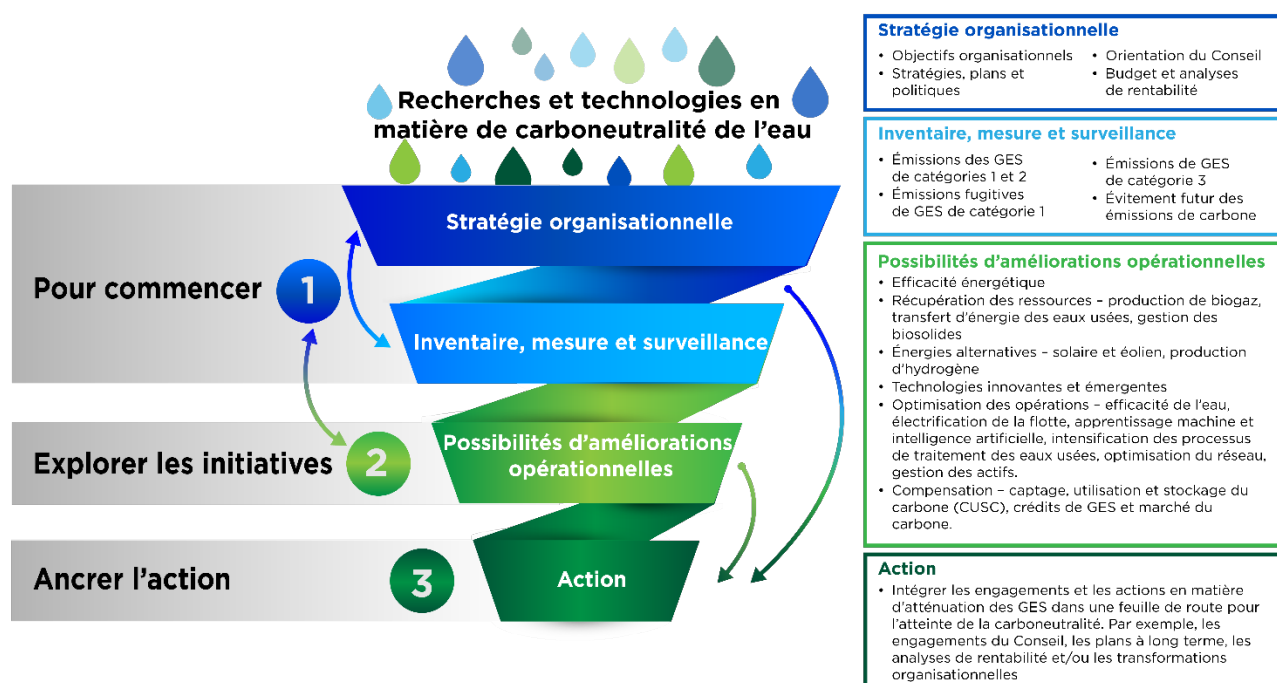 Recherches et technologies en
matière de carboneutralité de l'eau
Pour commencer
1
Stratégie organisationnelle
Inventaire, mesure et surveillance
Explorer les initiatives
2
Possibilités d'améliorations
opérationnelles
Ancrer l'action
3
Action
Stratégie organisationnelle
• Objectifs organisationnels
• Stratégies, plans et
politiques
• Orientation du Conseil
• Budget et analyses
de rentabilité
Inventaire, mesure et surveillance
• Émissions des GES
de catégories 1 et 2
• Émissions fugitives
de GES de catégorie 1
• Émissions de GES
de catégorie 3
• Évitement futur des
émissions de carbone
Possibilités d'améliorations opérationnelles
• Efficacité énergétique
• Récupération des ressources – production de biogaz,
transfert d'énergie des eaux usées, gestion des
biosolides
• Énergies alternatives – solaire et éolien, production
d'hydrogène
• Technologies innovantes et émergentes
• Optimisation des opérations – efficacité de l'eau,
électrification de la flotte, apprentissage machine et
intelligence artificielle, intensification des processus
de traitement des eaux usées, optimisation du réseau,
gestion des actifs.
• Compensation – captage, utilisation et stockage du
carbone (CUSC), crédits de GES et marché du
carbone.
Action
• Intégrer les engagements et les actions en matière
d'atténuation des GES dans une feuille de route pour
l'atteinte de la carboneutralité. Par exemple, les
engagements du Conseil, les plans à long terme, les
analyses de rentabilité et/ou les transformations
organisationnelles